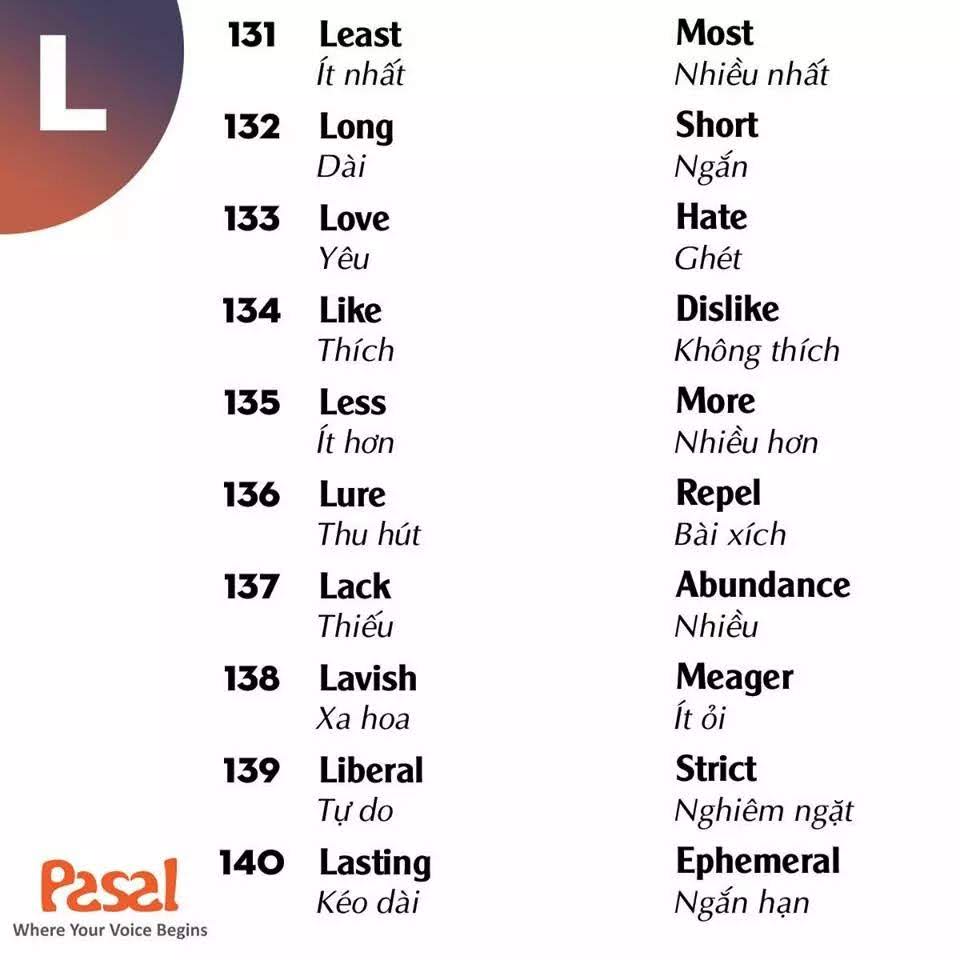 L
131 Least Most
Ít nhất Nhiều nhất
132 Long Short
Dài Ngắn
133 Love Hate
Yêu Ghét
134 Like Dislike
Thích Không thích
135 Less More
Ít hơn Nhiều hơn
136 Lure Repel
Thu hút Bài xích
137 Lack Abundance
Thiếu Nhiều
138 Lavish Meager
Xa hoa Ít ỏi
139 Liberal Strict
Tự do Nghiêm ngặt
140 Lasting Ephemeral
Kéo dài Ngắn hạn
Pasal
Where Your Voice Begins